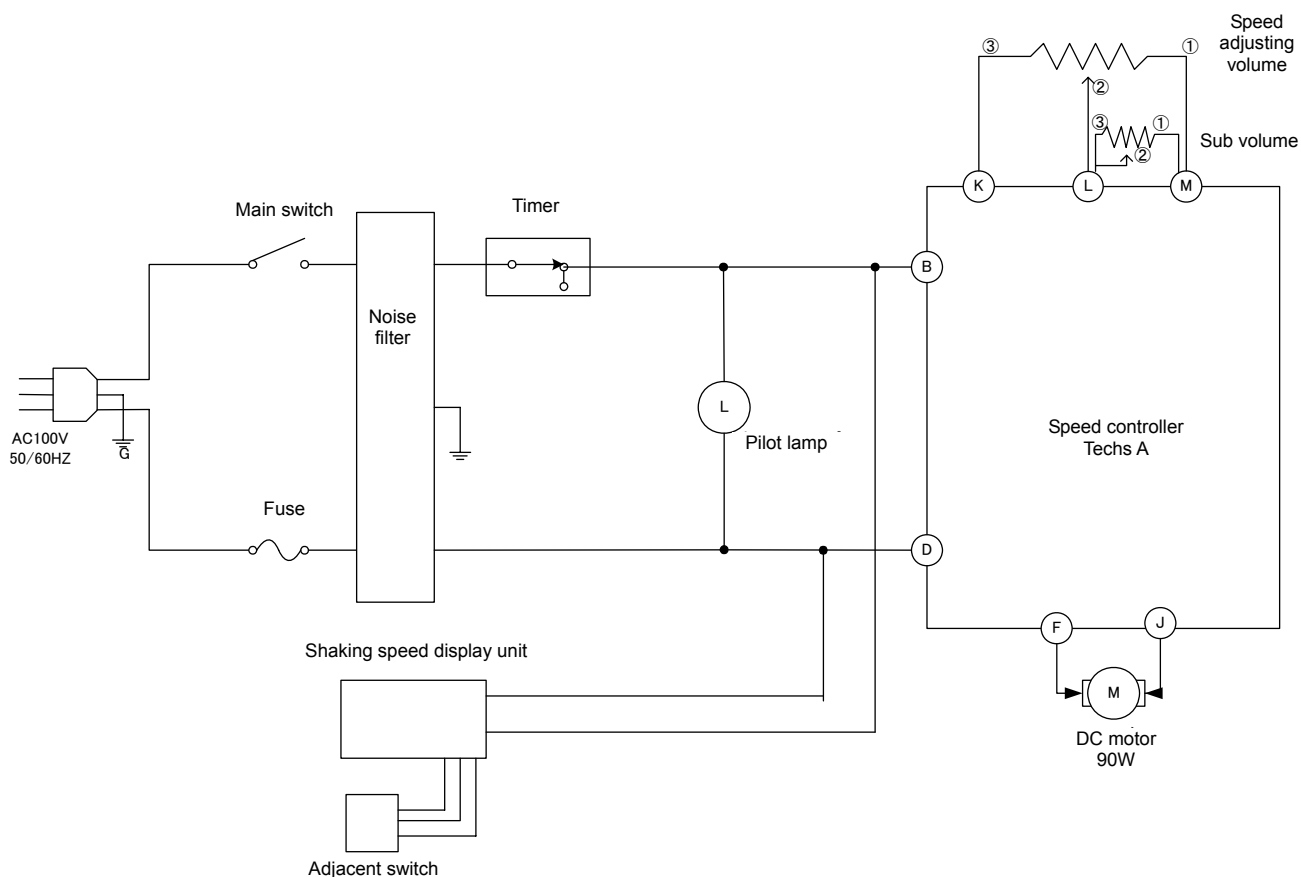 Speed
adjusting
volume
③
①
②
③
①
②
Sub volume
K
L
M
Main switch
Timer
B
Noise
filter
L
Pilot lamp
Speed controller
Techs A
AC100V
50/60HZ
G
Fuse
D
Shaking speed display unit
F
J
M
DC motor
90W
Adjacent switch